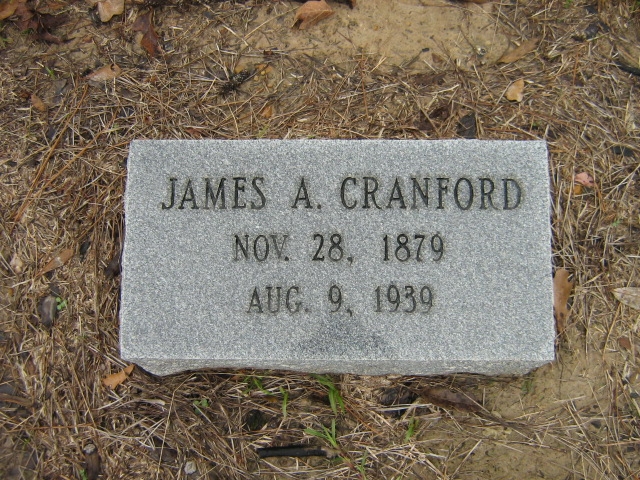 JAMES A. CRANFORD
NOV. 28, 1879
AUG. 9, 1939